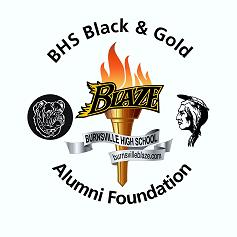 BHS Black & Gold
BLAZE
BURNSVILLE HIGH SCHOOL
burnsvilleblaze.com
Alumni Foundation